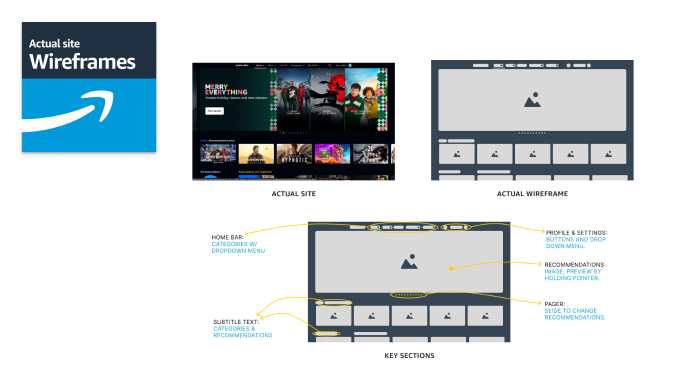 Actual site
Wireframes
MERRY
EVERYTHING
HYPNOTIC
ACTUAL SITE
ACTUAL WIREFRAME
HOME BAR:
CATEGORIES W/
DROPDOWN MENU
PROFILE & SETTINGS:
BUTTONS AND DROP
DOWN MENU.
RECOMMENDATIONS:
IMAGE, PREVIEW BY
HOLDING POINTER.
PAGER:
SLIDE TO CHANGE
RECOMMENDATIONS.
SUBTITLE TEXT:
CATEGORIES &
RECOMMENDATIONS
KEY SECTIONS